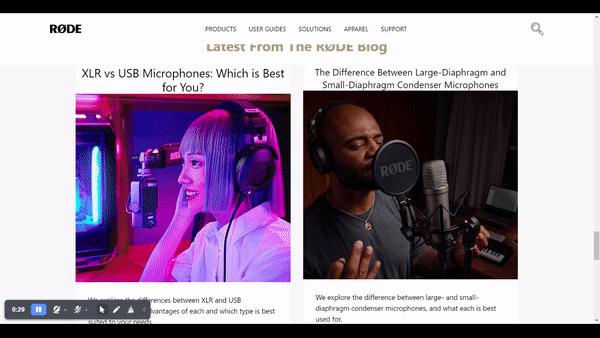 RØDE
PRODUCTS USER GUIDES SOLUTIONS APPAREL SUPPORT
Latest From The RØDE Blog
XLR vs USB Microphones: Which is Best
for You?
The Difference Between Large-Diaphragm and
Small-Diaphragm Condenser Microphones
RØDE
We explore the differences between XLR and USB
dvantages of each and which type is best
suited to your needs.
We explore the difference between large- and small-
diaphragm condenser microphones, and what each is best
used for.
0:29